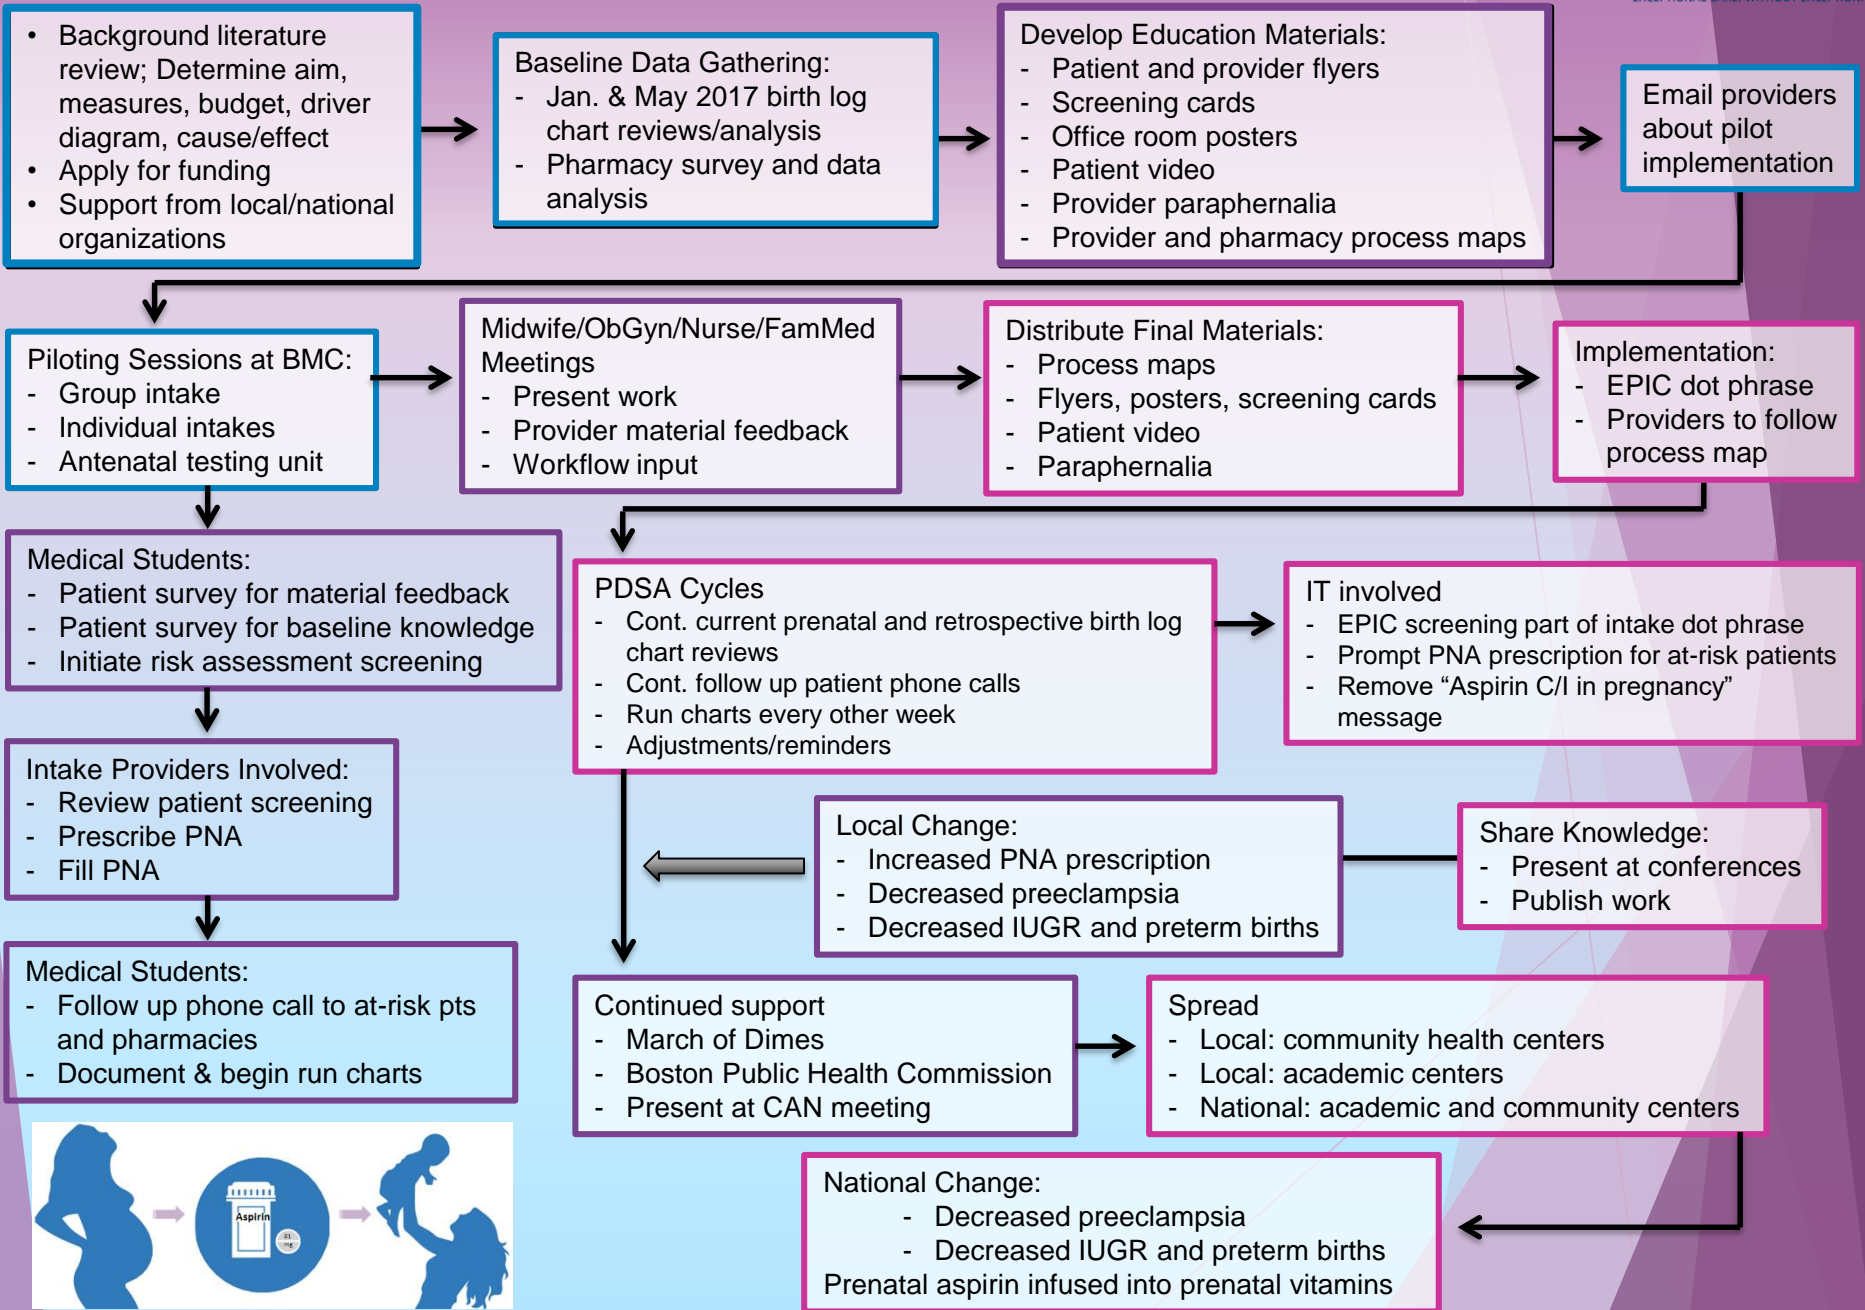 • Background literature
review; Determine aim,
measures, budget, driver
diagram, cause/effect
• Apply for funding
• Support from local/national
organizations
Baseline Data Gathering:
- Jan. & May 2017 birth log
chart reviews/analysis
- Pharmacy survey and data
analysis
Develop Education Materials:
- Patient and provider flyers
- Screening cards
- Office room posters
- Patient video
- Provider paraphernalia
- Provider and pharmacy process maps
Email providers
about pilot
implementation
Piloting Sessions at BMC:
- Group intake
- Individual intakes
- Antenatal testing unit
Midwife/ObGyn/Nurse/FamMed
Meetings
- Present work
- Provider material feedback
- Workflow input
Distribute Final Materials:
- Process maps
- Flyers, posters, screening cards
- Patient video
- Paraphernalia
Implementation:
- EPIC dot phrase
- Providers to follow
process map
Medical Students:
- Patient survey for material feedback
- Patient survey for baseline knowledge
- Initiate risk assessment screening
PDSA Cycles
- Cont. current prenatal and retrospective birth log
chart reviews
- Cont. follow up patient phone calls
- Run charts every other week
- Adjustments/reminders
IT involved
- EPIC screening part of intake dot phrase
- Prompt PNA prescription for at-risk patients
- Remove “Aspirin C/I in pregnancy”
message
Intake Providers Involved:
- Review patient screening
- Prescribe PNA
- Fill PNA
Local Change:
- Increased PNA prescription
- Decreased preeclampsia
- Decreased IUGR and preterm births
Share Knowledge:
- Present at conferences
- Publish work
Medical Students:
- Follow up phone call to at-risk pts
and pharmacies
- Document & begin run charts
Continued support
- March of Dimes
- Boston Public Health Commission
- Present at CAN meeting
Spread
- Local: community health centers
- Local: academic centers
- National: academic and community centers
Aspirin
81
mg
National Change:
- Decreased preeclampsia
- Decreased IUGR and preterm births
Prenatal aspirin infused into prenatal vitamins